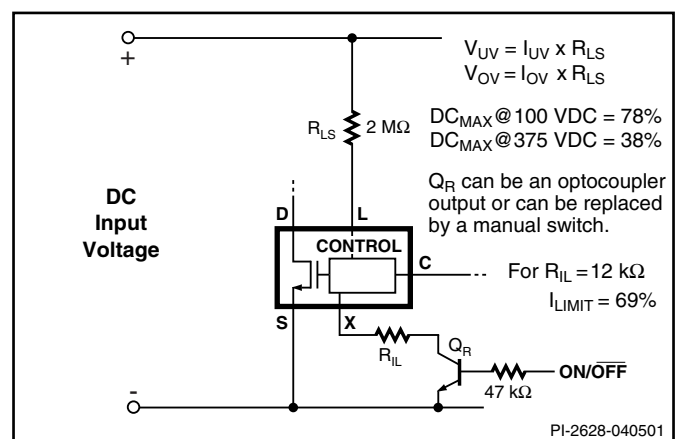 +
V_UV = I_UV x R_LS
V_OV = I_OV x R_LS
R_LS
2 MΩ
DC_MAX@100 VDC = 78%
DC_MAX@375 VDC = 38%
DC
Input
Voltage
Q_R can be an optocoupler
output or can be replaced
by a manual switch.
D
L
CONTROL
C
For R_IL = 12 kΩ
I_LIMIT = 69%
S
X
R_IL
Q_R
ON/O̅F̅F̅
47 kΩ
-
PI-2628-040501